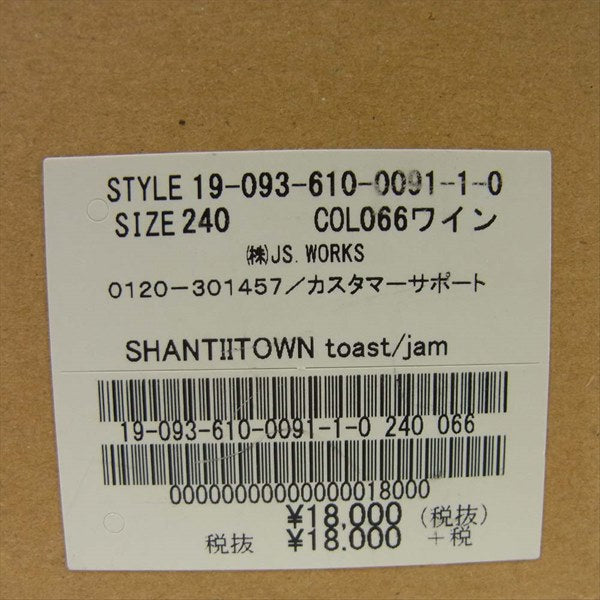 STYLE 19-093-610-0091-1-0
SIZE 240 COL066ワイン
㈱JS. WORKS
0120-301457/カスタマーサポート
SHANTIITOWN toast/jam
19-093-610-0091-1-0 240 066
00000000000000018000
¥18,000 (税抜)
税抜 ¥18.000 +税